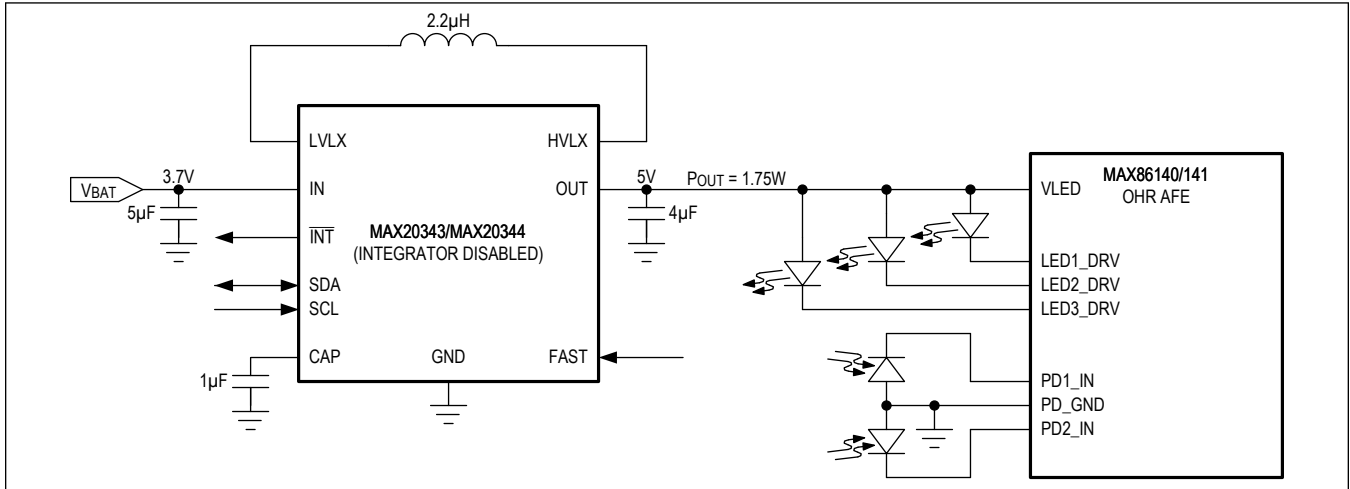 2.2µH
LVLX
HVLX
VBAT
3.7V
IN
OUT
5V
POUT = 1.75W
5µF
4µF
MAX20343/MAX20344
(INTEGRATOR DISABLED)
INT
SDA
SCL
CAP
GND
FAST
1µF
MAX86140/141
OHR AFE
VLED
LED1_DRV
LED2_DRV
LED3_DRV
PD1_IN
PD_GND
PD2_IN